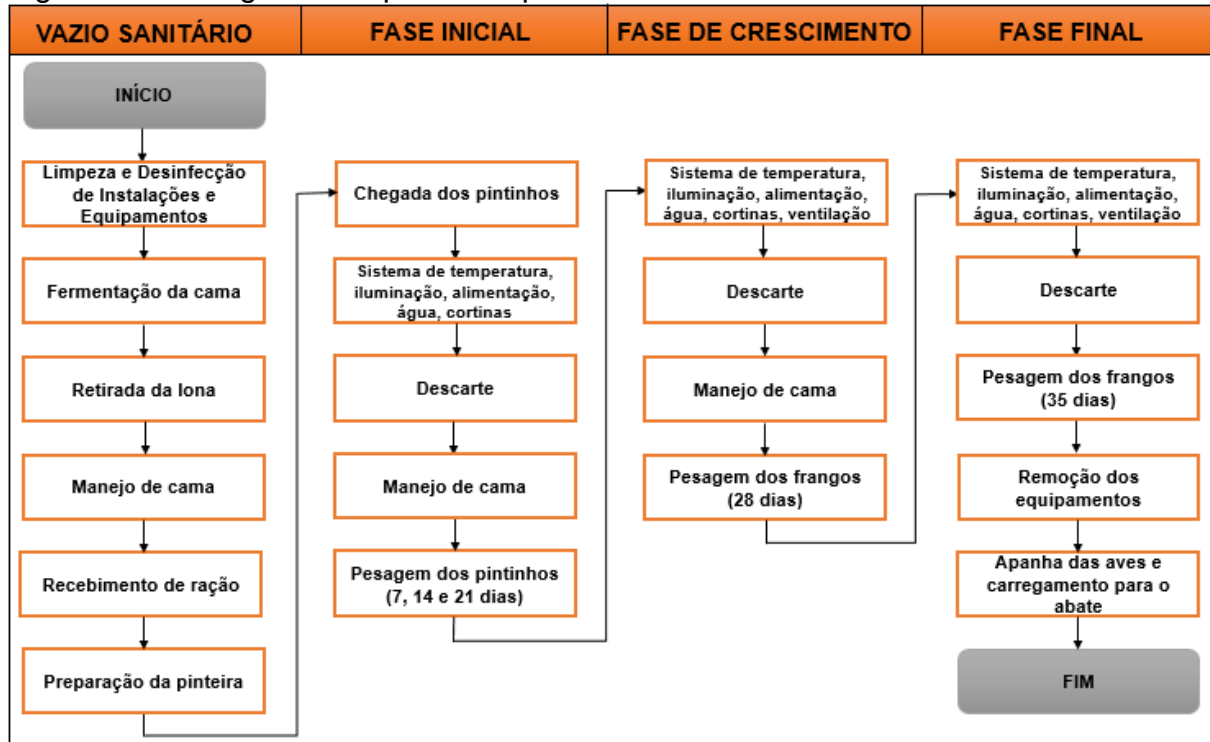 VAZIO SANITÁRIO
FASE INICIAL
FASE DE CRESCIMENTO
FASE FINAL
INÍCIO
Limpeza e Desinfecção
de Instalações e
Equipamentos
Fermentação da cama
Retirada da lona
Manejo de cama
Recebimento de ração
Preparação da pinteira
Chegada dos pintinhos
Sistema de temperatura,
iluminação, alimentação,
água, cortinas
Descarte
Manejo de cama
Pesagem dos pintinhos
(7, 14 e 21 dias)
Sistema de temperatura,
iluminação, alimentação,
água, cortinas, ventilação
Descarte
Manejo de cama
Pesagem dos frangos
(28 dias)
Sistema de temperatura,
iluminação, alimentação,
água, cortinas, ventilação
Descarte
Pesagem dos frangos
(35 dias)
Remoção dos
equipamentos
Apanha das aves e
carregamento para o
abate
FIM